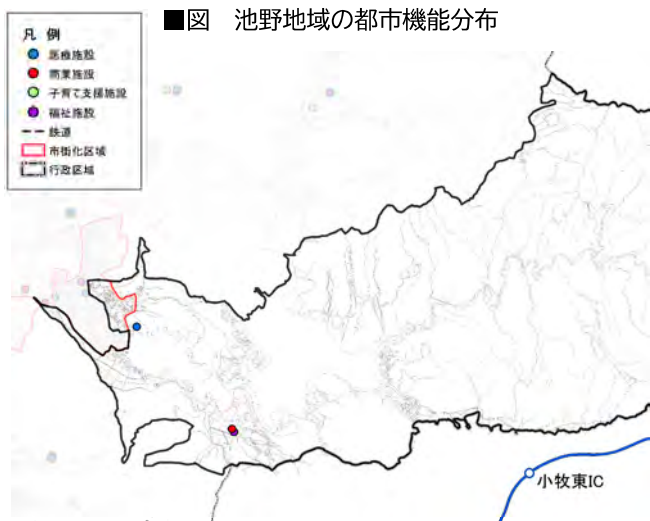 ■図 池野地域の都市機能分布
凡 例
医療施設
商業施設
子育て支援施設
福祉施設
鉄道
市街化区域
行政区域
小牧東IC